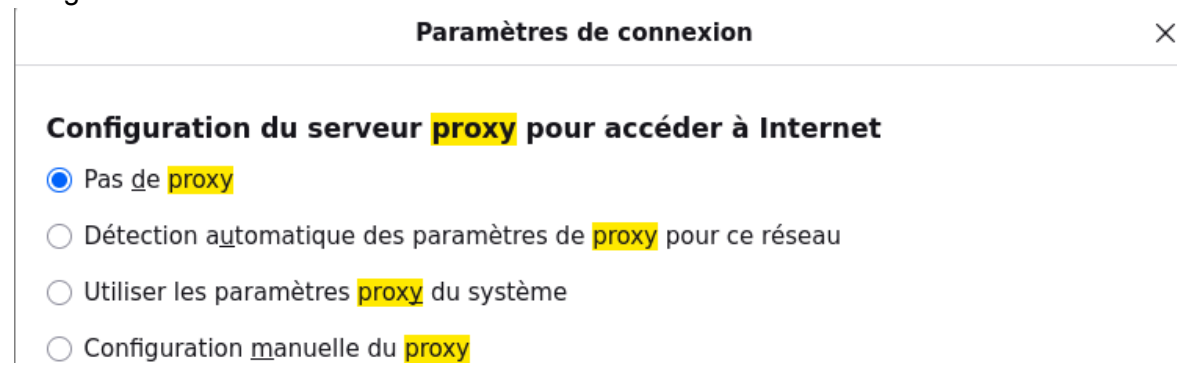 Paramètres de connexion
Configuration du serveur proxy pour accéder à Internet
Pas de proxy
Détection automatique des paramètres de proxy pour ce réseau
Utiliser les paramètres proxy du système
Configuration manuelle du proxy